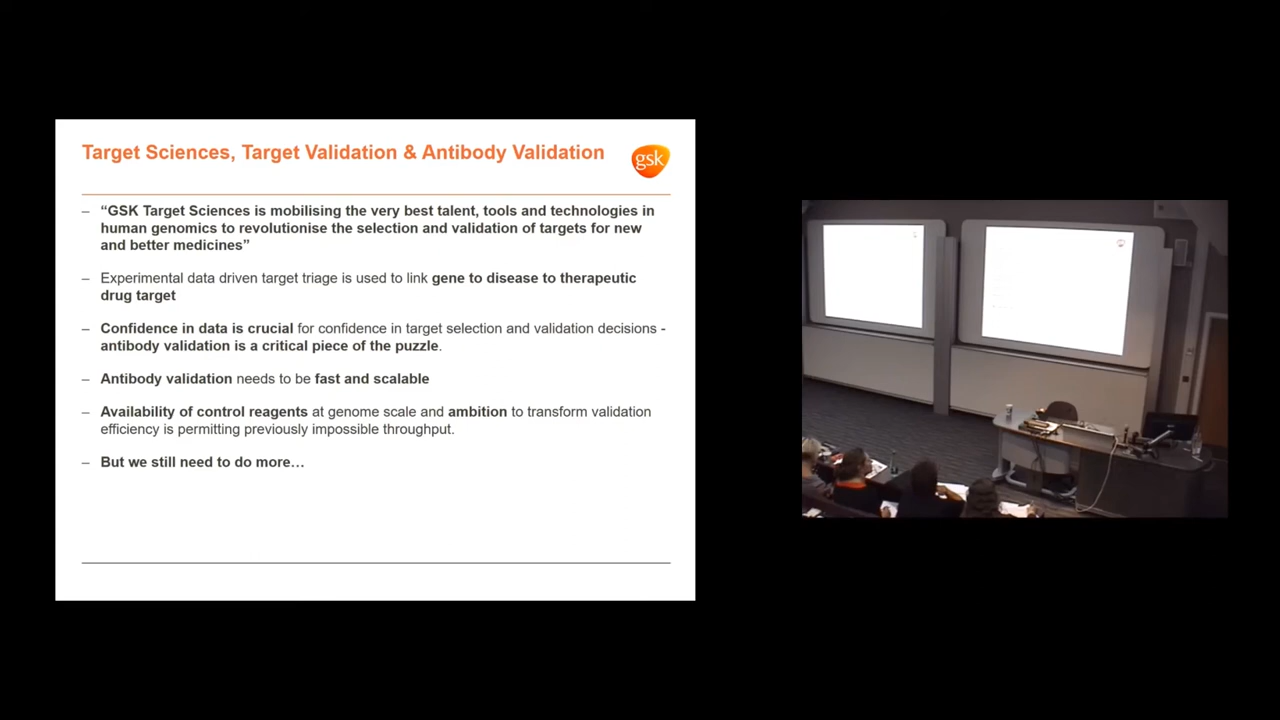 Target Sciences, Target Validation & Antibody Validation
gsk
– “GSK Target Sciences is mobilising the very best talent, tools and technologies in
human genomics to revolutionise the selection and validation of targets for new
and better medicines”
– Experimental data driven target triage is used to link gene to disease to therapeutic
drug target
– Confidence in data is crucial for confidence in target selection and validation decisions -
antibody validation is a critical piece of the puzzle.
– Antibody validation needs to be fast and scalable
– Availability of control reagents at genome scale and ambition to transform validation
efficiency is permitting previously impossible throughput.
– But we still need to do more…